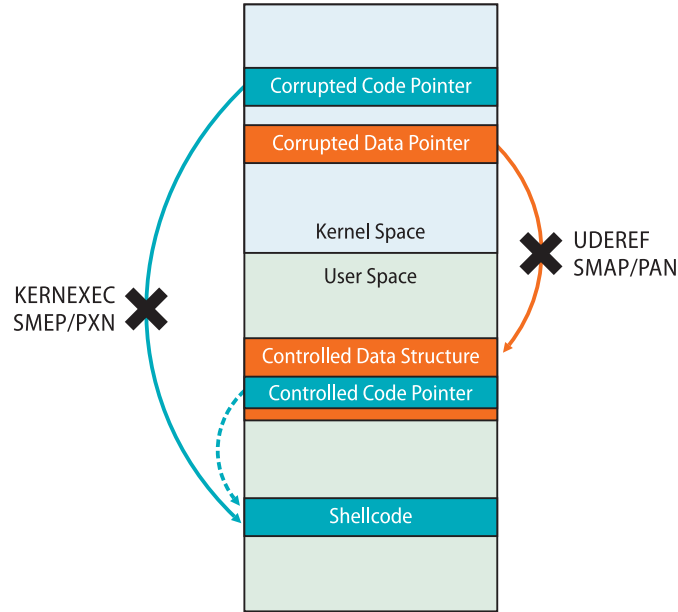 Corrupted Code Pointer
Corrupted Data Pointer
Kernel Space
UDEREF
SMAP/PAN
User Space
KERNEXEC
SMEP/PXN
Controlled Data Structure
Controlled Code Pointer
Shellcode